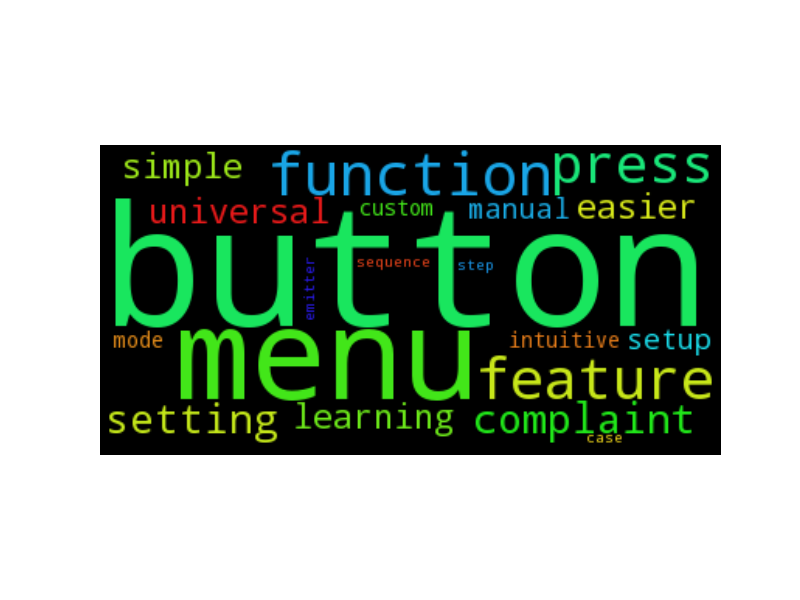 simple function press
universal custom manual easier
button
emitter sequence step
menu
mode intuitive setup
feature
setting learning complaint
case